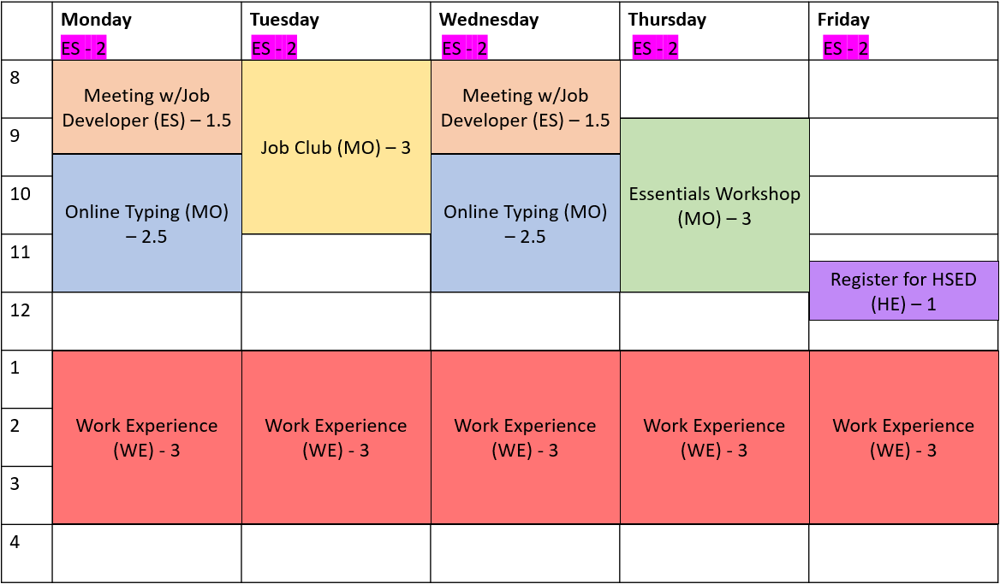 Monday
ES - 2
Tuesday
ES - 2
Wednesday
ES - 2
Thursday
ES - 2
Friday
ES - 2
8
Meeting w/Job
Developer (ES) – 1.5
Job Club (MO) – 3
Meeting w/Job
Developer (ES) – 1.5
9
Essentials Workshop
(MO) – 3
10
Online Typing (MO)
– 2.5
Online Typing (MO)
– 2.5
11
Register for HSED
(HE) – 1
12
1
Work Experience
(WE) - 3
Work Experience
(WE) - 3
Work Experience
(WE) - 3
Work Experience
(WE) - 3
Work Experience
(WE) - 3
2
3
4